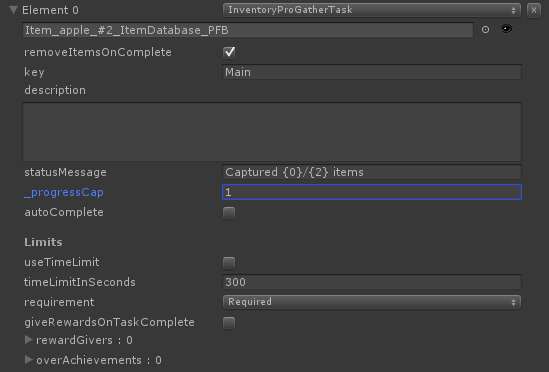 Element 0 InventoryProGatherTask x
Item_apple_#2_ItemDatabase_PFB
removeItemsOnComplete
key Main
description
statusMessage Captured {0}/{2} items
_progressCap 1
autoComplete
Limits
useTimeLimit
timeLimitInSeconds 300
requirement Required
giveRewardsOnTaskComplete
rewardGivers : 0
overAchievements : 0